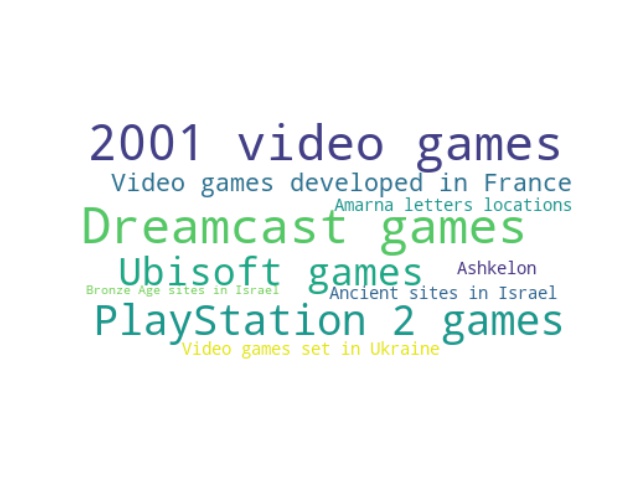 2001 video games
Video games developed in France
Amarna letters locations
Dreamcast games
Ubisoft games
Ashkelon
Bronze Age sites in Israel
Ancient sites in Israel
PlayStation 2 games
Video games set in Ukraine